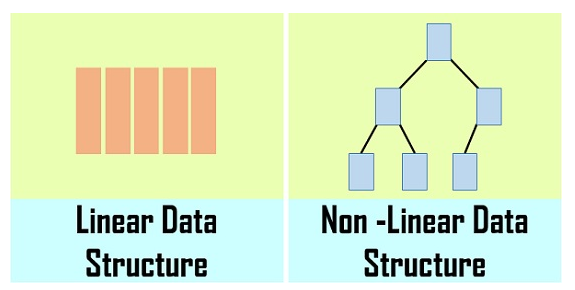 Linear Data
Structure
Non -Linear Data
Structure